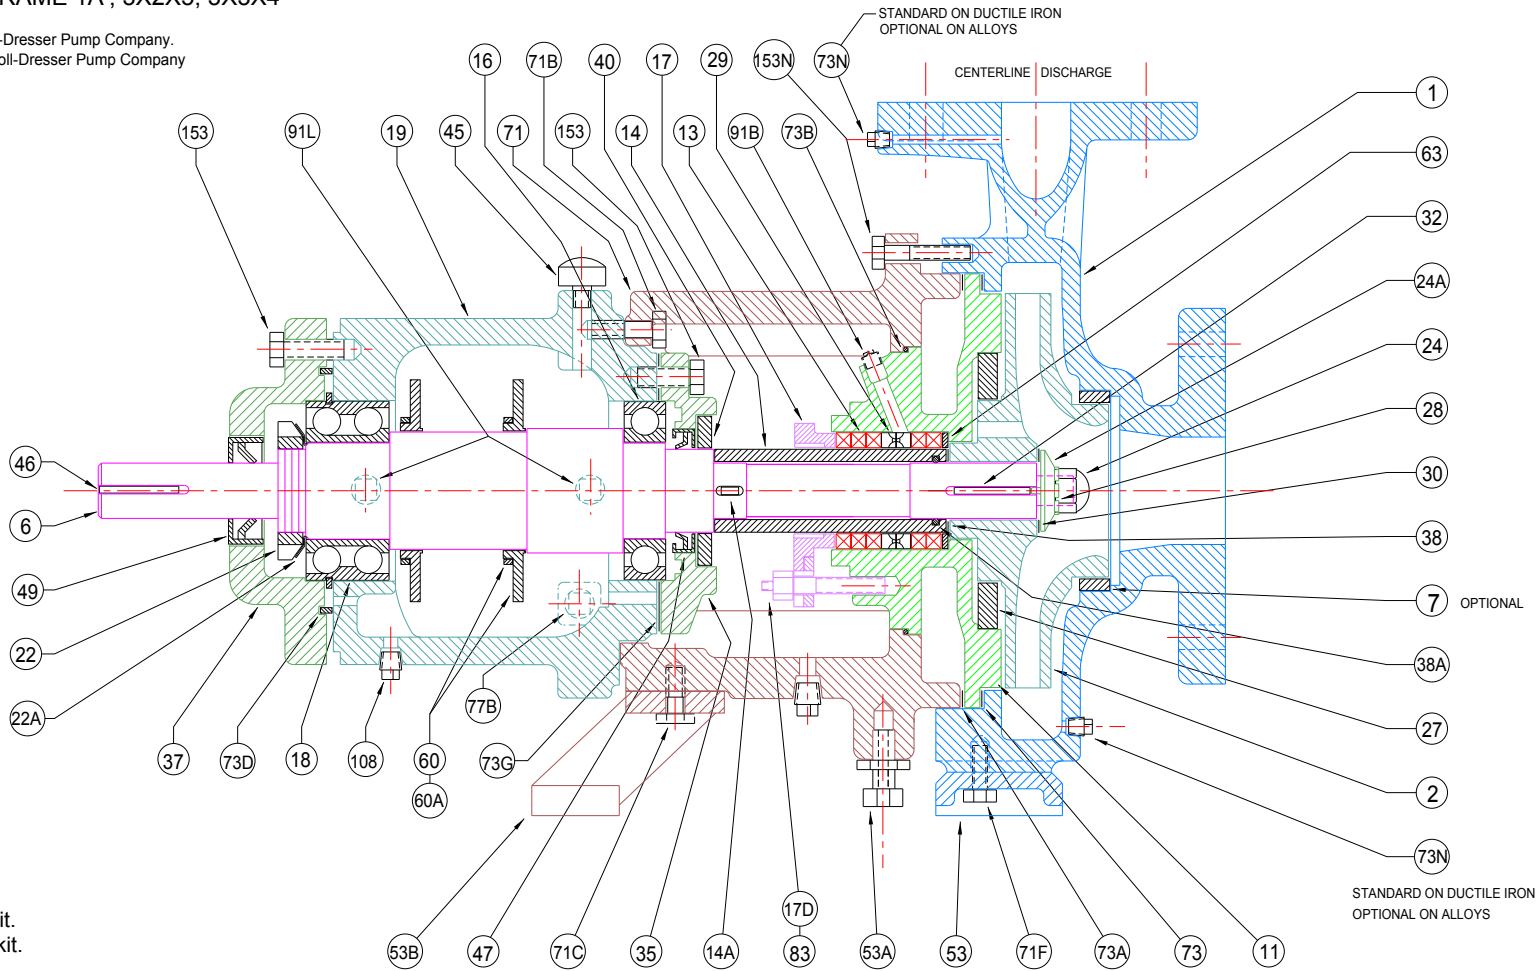 RAME 1A , 3X2X5, 3X3X4
-Dresser Pump Company.
oll-Dresser Pump Company
STANDARD ON DUCTILE IRON
OPTIONAL ON ALLOYS
16
71B
40
17
29
153N
73N
CENTERLINE DISCHARGE
1
153
91L
19
45
71
153
14
13
91B
73B
63
32
24A
24
28
46
30
6
38
49
7 OPTIONAL
22
38A
22A
77B
27
37
73D
18
108
60
73G
60A
2
73N
STANDARD ON DUCTILE IRON
OPTIONAL ON ALLOYS
17D
it.
kit.
53B
47
71C
35
14A
83
53A
53
71F
73A
73
11